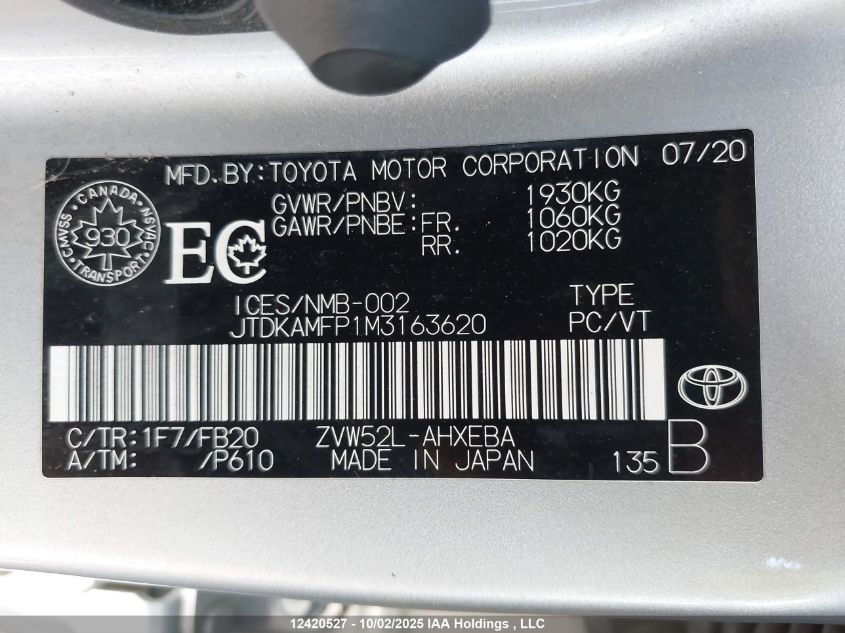 MFD. BY: TOYOTA MOTOR CORPORATION 07/20
GVWR/PNBV: 1930KG
GAWR/PNBE: FR. 1060KG
RR. 1020KG
CANADA
CMVSS 930 NSVAC
TRANSPORT
EC
ICES/NMB-002 TYPE
JTDKAMFP1M3163620 PC/VT
C/TR: 1F7/FB20 ZVW52L-AHXEBA
A/TM: /P610 MADE IN JAPAN 135 B
12420527 - 10/02/2025 IAA Holdings , LLC